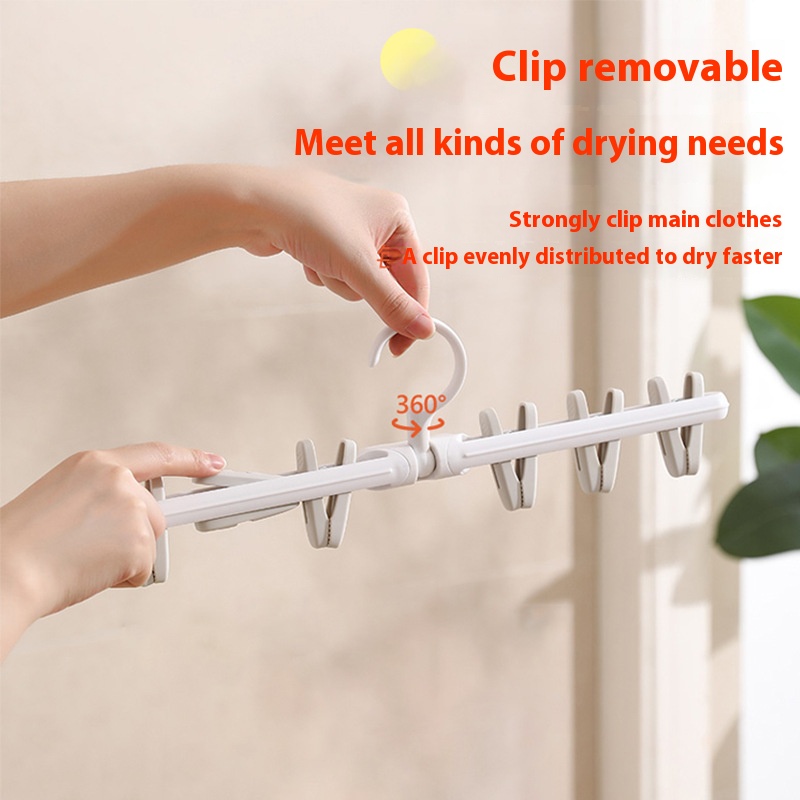 Clip removable
Meet all kinds of drying needs
Strongly clip main clothes
A clip evenly distributed to dry faster
360°